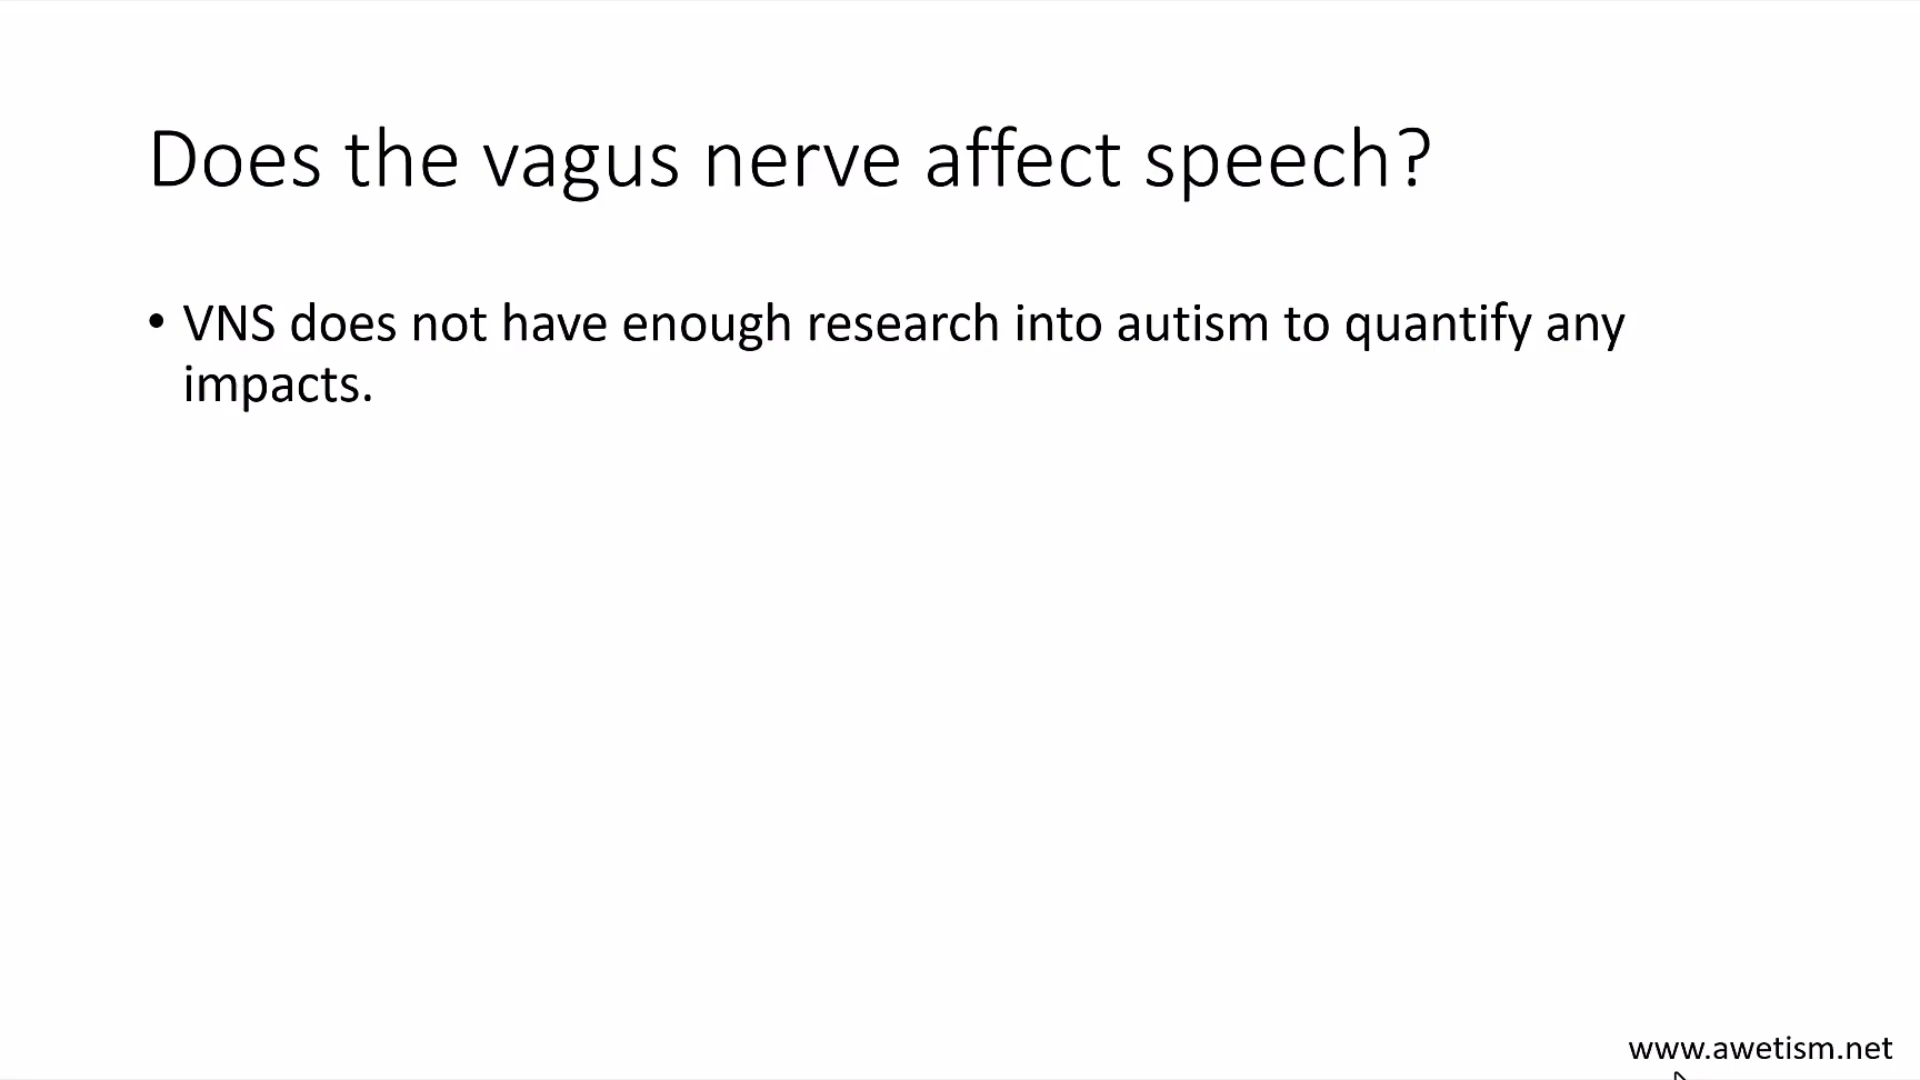 Does the vagus nerve affect speech?
• VNS does not have enough research into autism to quantify any
impacts.
www.awetism.net